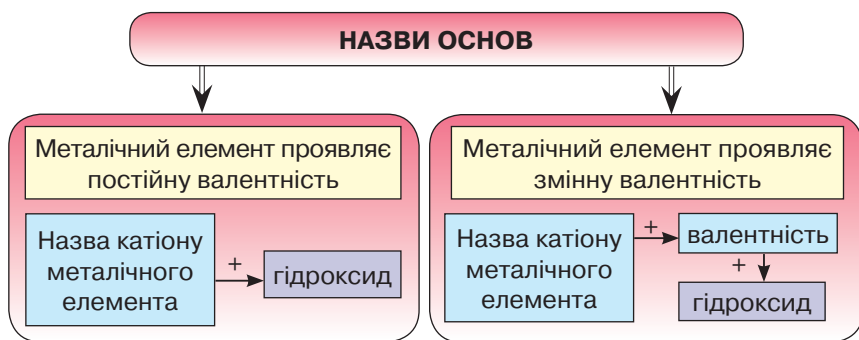 НАЗВИ ОСНОВ
Металічний елемент проявляє
постійну валентність
Назва катіону
металічного
елемента
+
гідроксид
Металічний елемент проявляє
змінну валентність
Назва катіону
металічного
елемента
+
валентність
+
гідроксид